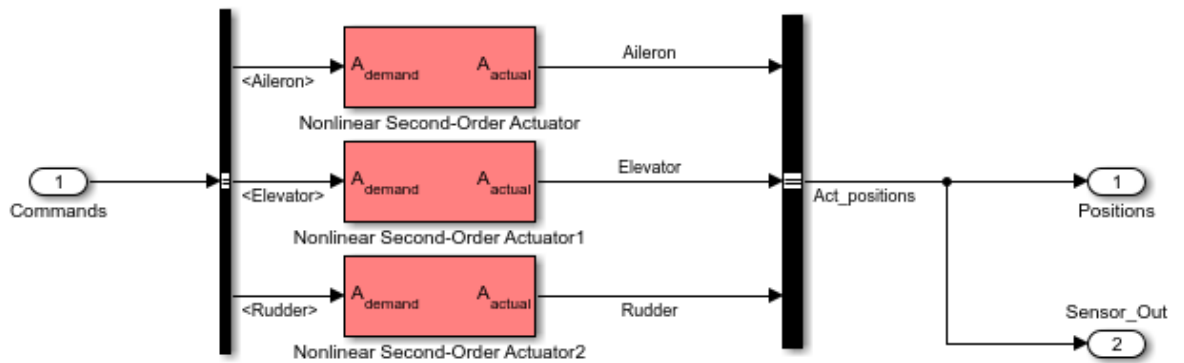 Aileron
<Aileron>
A demand
A actual
Nonlinear Second-Order Actuator
1
Commands
Elevator
<Elevator>
A demand
A actual
Nonlinear Second-Order Actuator1
Act_positions
1
Positions
<Rudder>
A demand
A actual
Rudder
Nonlinear Second-Order Actuator2
Sensor_Out
2